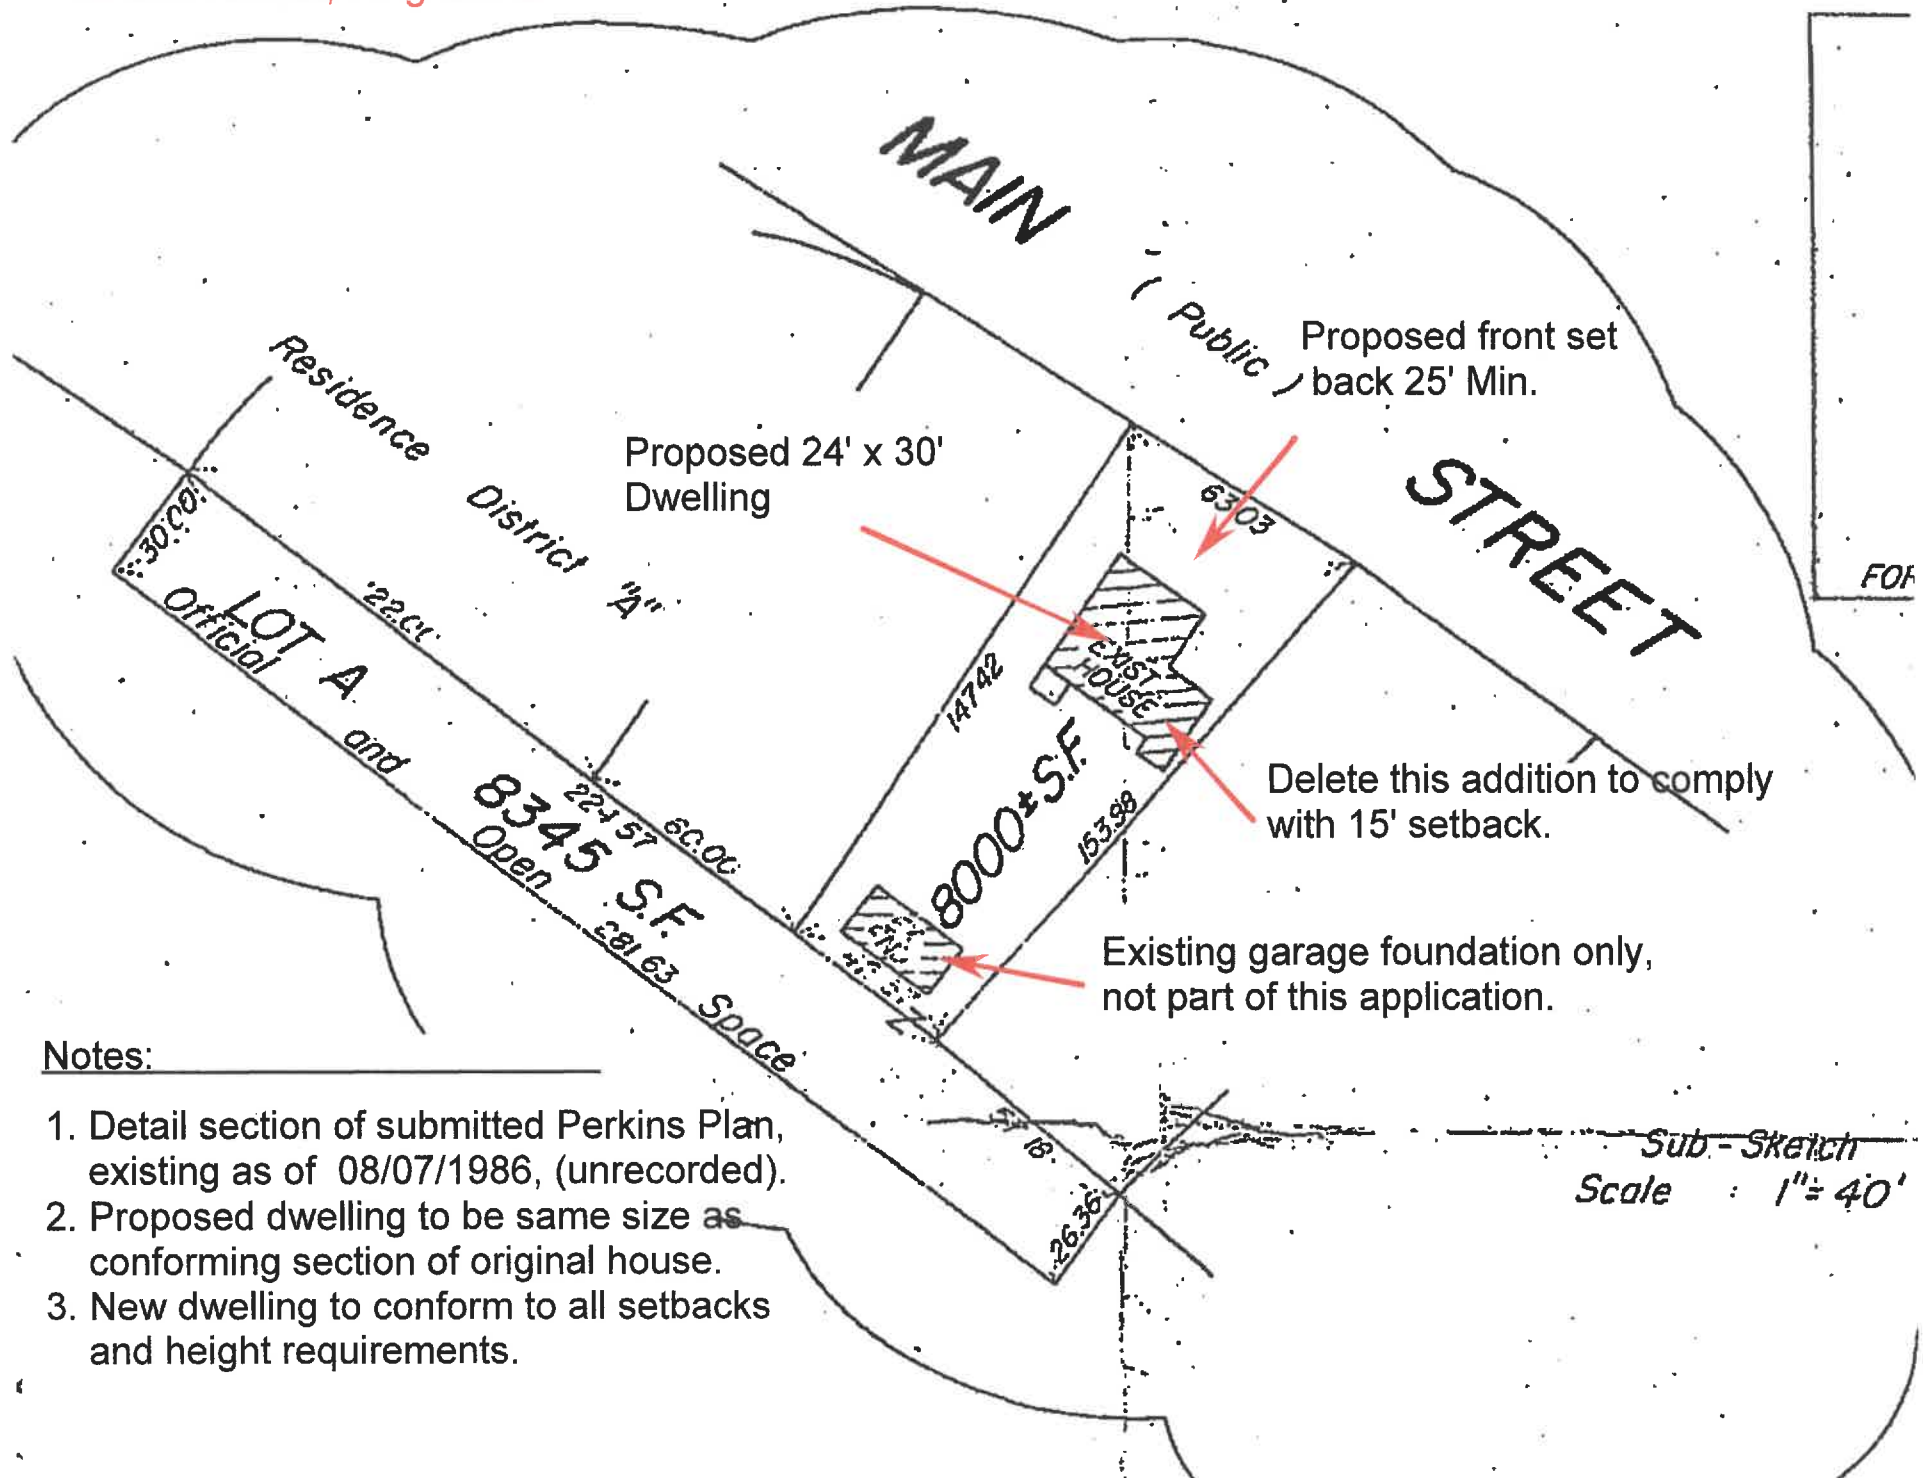 MAIN
( Public )
STREET
Proposed front set
back 25' Min.
FOR
Residence District "A"
Proposed 24' x 30'
Dwelling
6303
30.00
LOT A
Official
and
Open
Space
8345 S.F.
22.00
224 57
60.00
281 63
14742
EXIST.
HOUSE
8000± S.F.
153.98
Delete this addition to comply
with 15' setback.
Existing garage foundation only,
not part of this application.
26.36
Notes:
1. Detail section of submitted Perkins Plan,
existing as of 08/07/1986, (unrecorded).
2. Proposed dwelling to be same size as
conforming section of original house.
3. New dwelling to conform to all setbacks
and height requirements.
Sub - Sketch
Scale : 1"= 40'